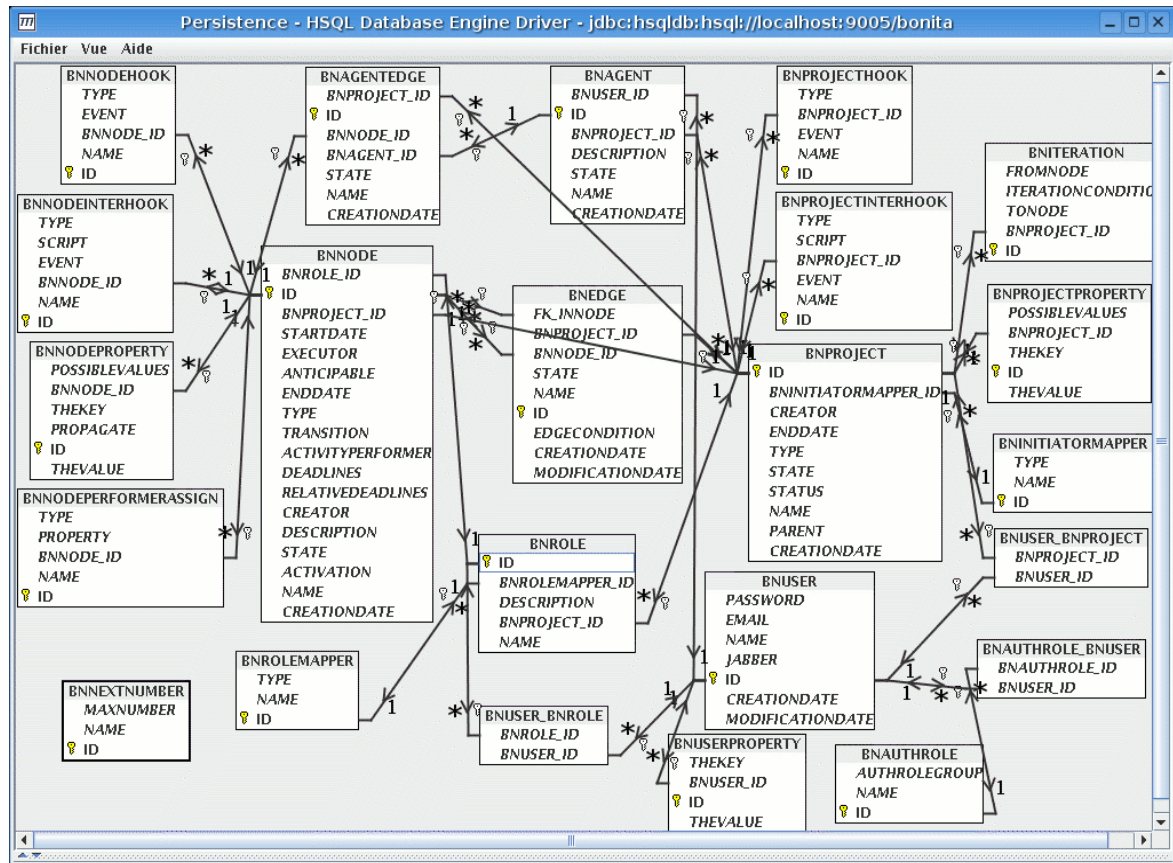 Persistence - HSQL Database Engine Driver - jdbc:hsqldb:hsql://localhost:9005/bonita
Fichier Vue Aide
BNNODEHOOK
TYPE
EVENT
BNNODE_ID
NAME
ID
BNAGENTEDGE
BNPROJECT_ID
ID
BNNODE_ID
BNAGENT_ID
STATE
NAME
CREATIONDATE
BNAGENT
BNUSER_ID
ID
BNPROJECT_ID
DESCRIPTION
STATE
NAME
CREATIONDATE
BNPROJECTHOOK
TYPE
BNPROJECT_ID
EVENT
NAME
ID
BNITERATION
FROMNODE
ITERATIONCONDITIO
TONODE
BNPROJECT_ID
ID
BNNODEINTERHOOK
TYPE
SCRIPT
EVENT
BNNODE_ID
NAME
ID
BNPROJECTINTERHOOK
TYPE
SCRIPT
BNPROJECT_ID
EVENT
NAME
ID
BNNODE
BNROLE_ID
ID
BNPROJECT_ID
STARTDATE
EXECUTOR
ANTICIPABLE
ENDDATE
TYPE
TRANSITION
ACTIVITYPERFORMER
DEADLINES
RELATIVEDEADLINES
CREATOR
DESCRIPTION
STATE
ACTIVATION
NAME
CREATIONDATE
BNEDGE
FK_INNODE
BNPROJECT_ID
BNNODE_ID
STATE
NAME
ID
EDGECONDITION
CREATIONDATE
MODIFICATIONDATE
BNPROJECTPROPERTY
POSSIBLEVALUES
BNPROJECT_ID
THEKEY
ID
THEVALUE
BNNODEPROPERTY
POSSIBLEVALUES
BNNODE_ID
THEKEY
PROPAGATE
ID
THEVALUE
BNPROJECT
ID
BNINITIATORMAPPER_ID
CREATOR
ENDDATE
TYPE
STATE
STATUS
NAME
PARENT
CREATIONDATE
BNINITIATORMAPPER
TYPE
NAME
ID
BNNODEPERFORMERASSIGN
TYPE
PROPERTY
BNNODE_ID
NAME
ID
BNROLE
ID
BNROLEMAPPER_ID
DESCRIPTION
BNPROJECT_ID
NAME
BNUSER_BNPROJECT
BNPROJECT_ID
BNUSER_ID
BNUSER
PASSWORD
EMAIL
NAME
JABBER
ID
CREATIONDATE
MODIFICATIONDATE
BNAUTHROLE_BNUSER
BNAUTHROLE_ID
BNUSER_ID
BNROLEMAPPER
TYPE
NAME
ID
BNNEXTNUMBER
MAXNUMBER
NAME
ID
BNUSER_BNROLE
BNROLE_ID
BNUSER_ID
BNUSERPROPERTY
THEKEY
BNUSER_ID
ID
THEVALUE
BNAUTHROLE
AUTHROLEGROUP
NAME
ID